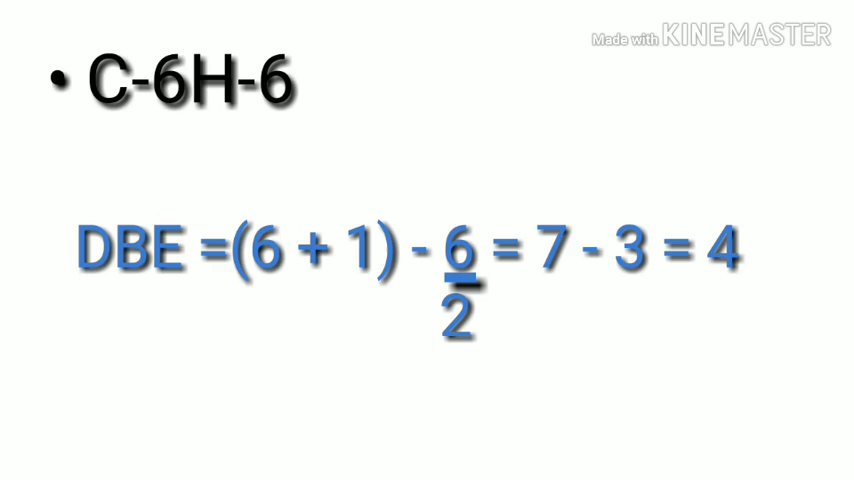 Made with KINEMASTER
• C-6H-6
DBE =(6 + 1) - 6 = 7 - 3 = 4
2